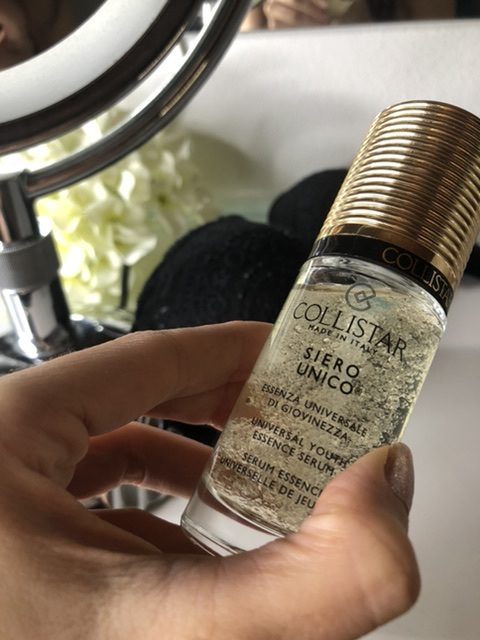 COLLISTAR
COLLISTAR
MADE IN ITALY
SIERO
UNICO
ESSENZA UNIVERSALE
DI GIOVINEZZA
UNIVERSAL YOUTH
ESSENCE SERUM
SERUM ESSENCE
UNIVERSELLE DE